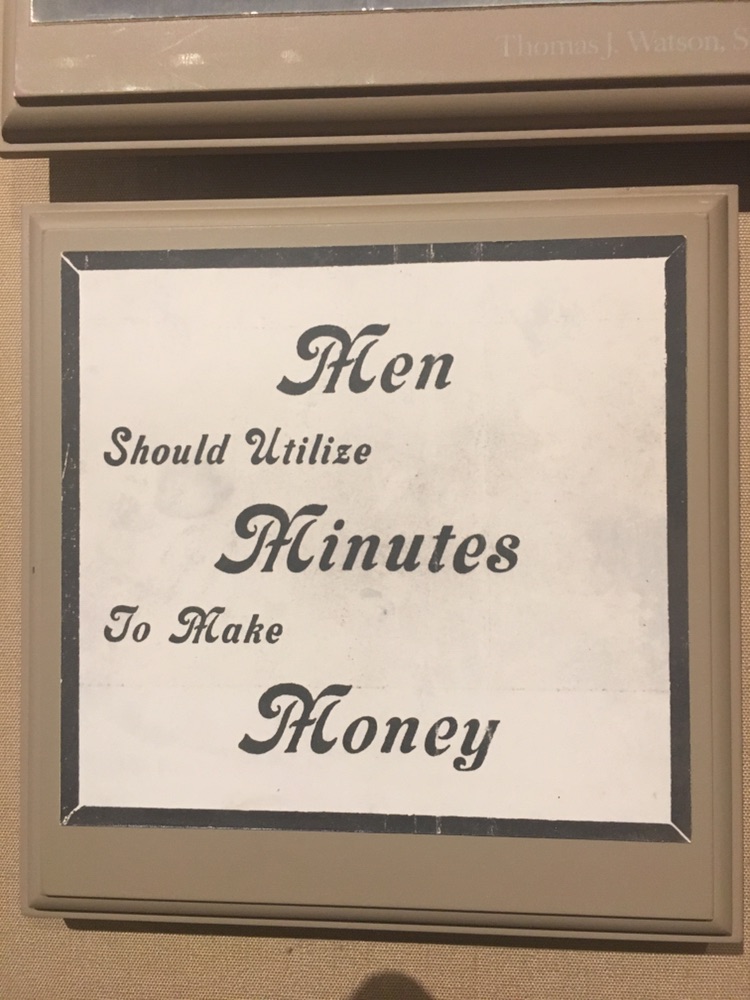 Thomas J. Watson, S
Men
Should Utilize
Minutes
To Make
Money